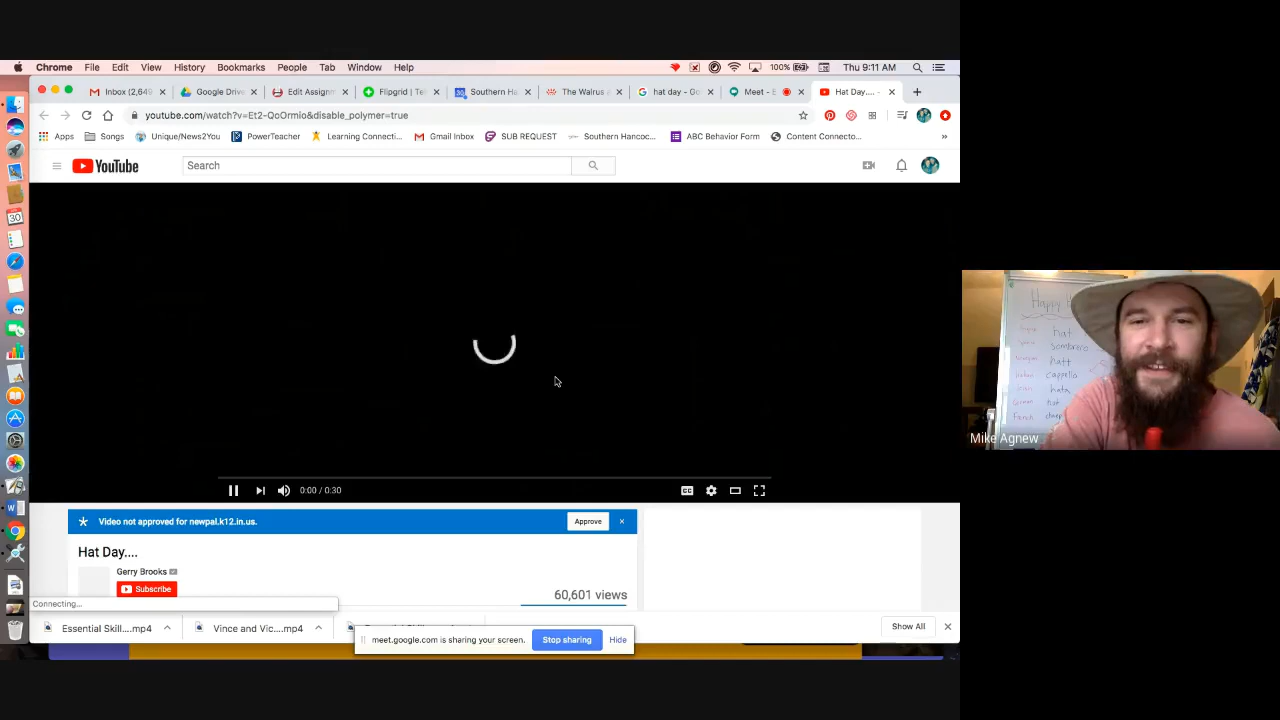 Chrome File Edit View History Bookmarks People Tab Window Help 100% Thu 9:11 AM
Inbox (2,649 Google Drive Edit Assignm Flipgrid | Te Southern Ha The Walrus a hat day - Go Meet - E Hat Day.... -
youtube.com/watch?v=Et2-QoOrmio&disable_polymer=true
Apps Songs Unique/News2You PowerTeacher Learning Connecti... Gmail Inbox SUB REQUEST Southern Hancoc... ABC Behavior Form Content Connecto... »
YouTube Search
30
Happy
hat
sombrero
hatt
cappello
French
Mike Agnew
0:00 / 0:30 CC
Video not approved for newpal.k12.in.us. Approve
Hat Day....
Gerry Brooks
Subscribe
60,601 views
Connecting...
Essential Skill....mp4 Vince and Vic....mp4 Show All
meet.google.com is sharing your screen. Stop sharing Hide